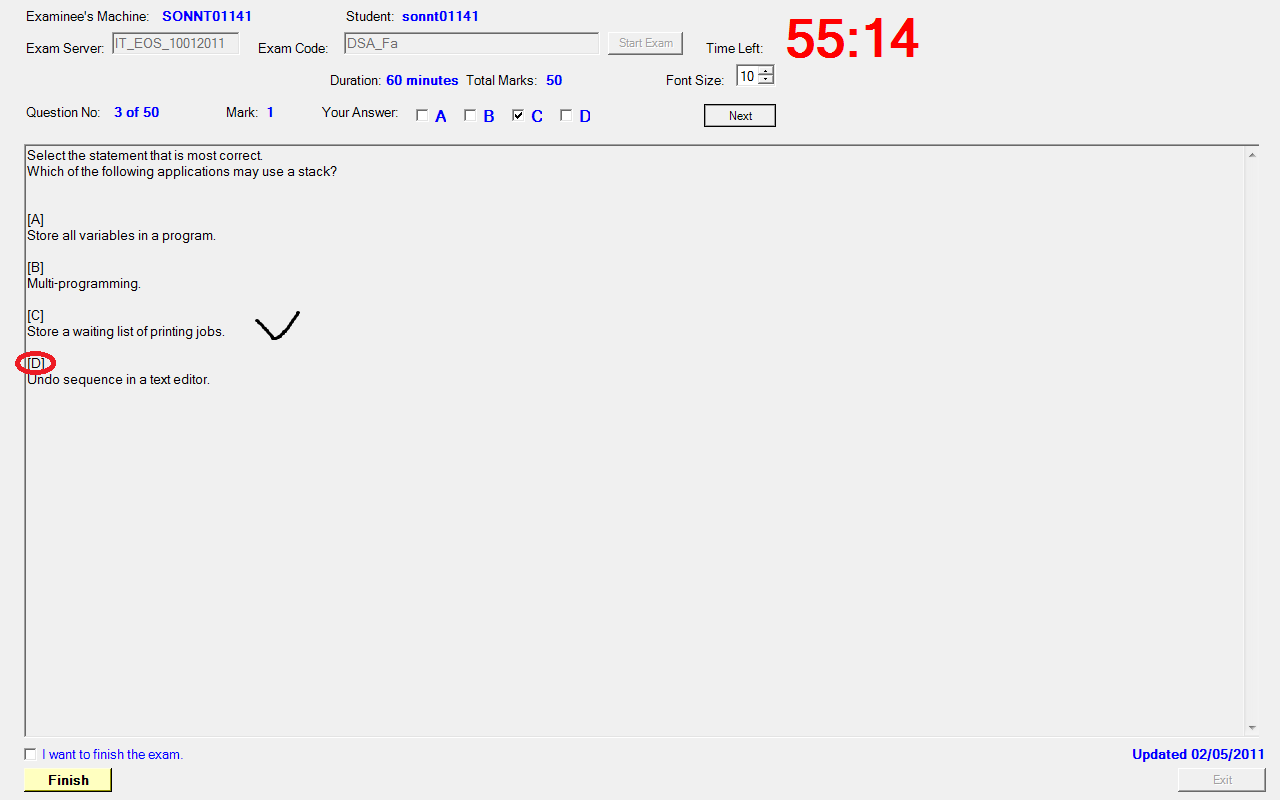 Examinee's Machine: SONNT01141 Student: sonnt01141
55:14
Exam Server: IT_EOS_10012011 Exam Code: DSA_Fa Start Exam Time Left:
Duration: 60 minutes Total Marks: 50 Font Size: 10
Question No: 3 of 50 Mark: 1 Your Answer: A B C D Next
Select the statement that is most correct.
Which of the following applications may use a stack?
[A]
Store all variables in a program.
[B]
Multi-programming.
[C]
Store a waiting list of printing jobs.
[D]
Undo sequence in a text editor.
I want to finish the exam. Updated 02/05/2011
Finish Exit